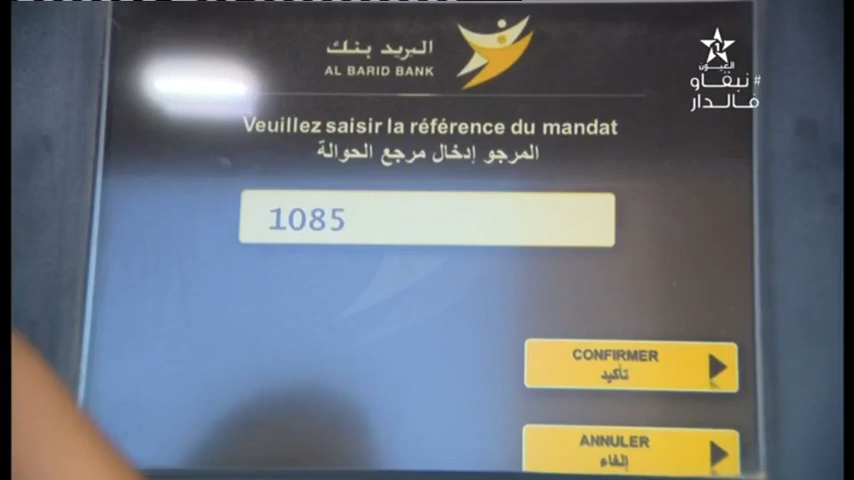 البريد بنك
AL BARID BANK
العيون
#نبقاو
فالدار
Veuillez saisir la référence du mandat
المرجو إدخال مرجع الحوالة
1085
CONFIRMER
تأكيد
ANNULER
إلغاء